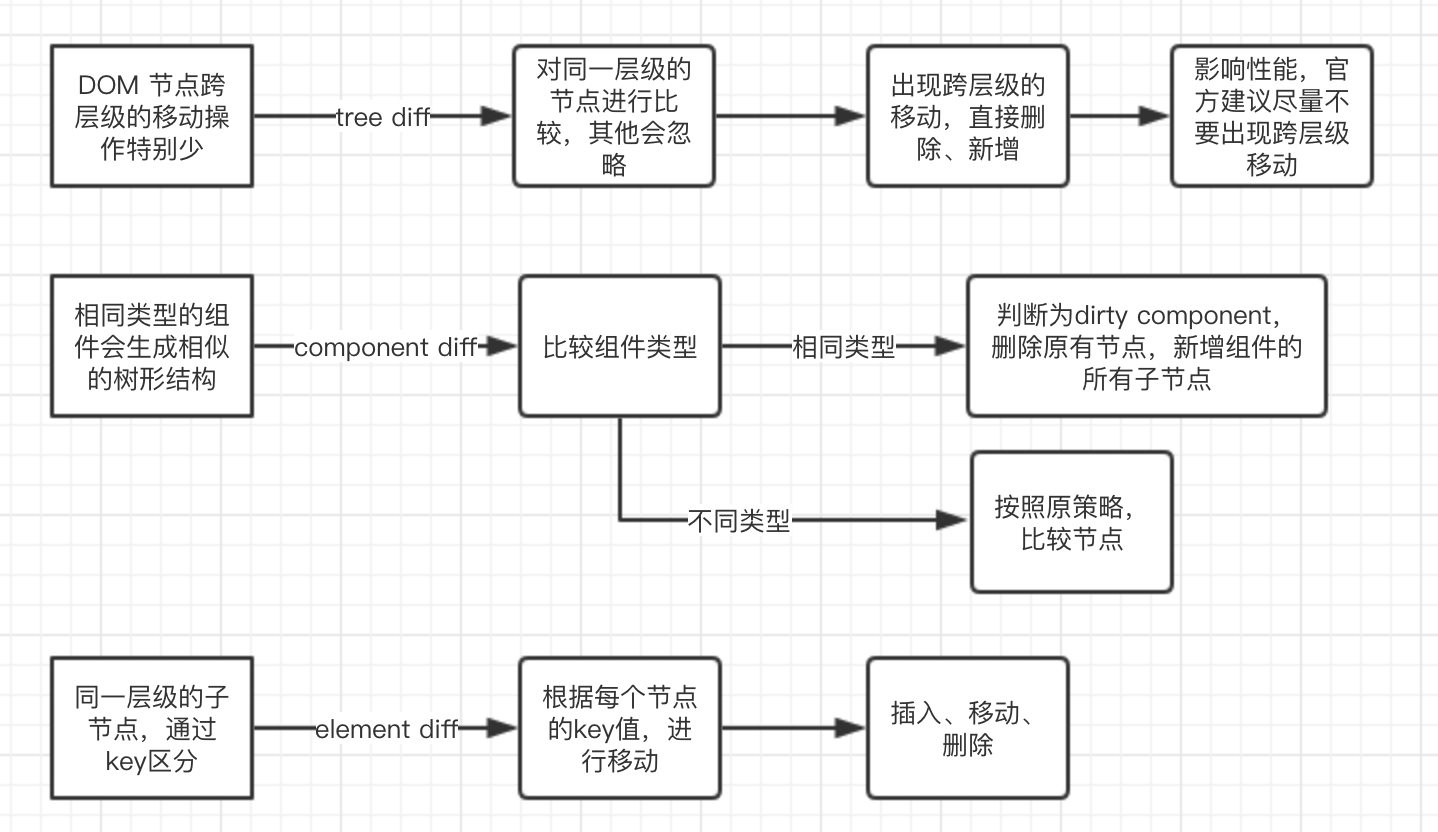 DOM 节点跨
层级的移动操
作特别少
tree diff
对同一层级的
节点进行比
较，其他会忽
略
出现跨层级的
移动，直接删
除、新增
影响性能，官
方建议尽量不
要出现跨层级
移动
相同类型的组
件会生成相似
的树形结构
component diff
比较组件类型
相同类型
判断为dirty component，
删除原有节点，新增组件的
所有子节点
不同类型
按照原策略，
比较节点
同一层级的子
节点，通过
key区分
element diff
根据每个节点
的key值，进
行移动
插入、移动、
删除